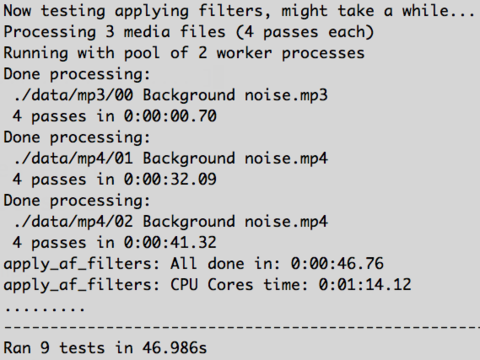 Now testing applying filters, might take a while...
Processing 3 media files (4 passes each)
Running with pool of 2 worker processes
Done processing:
 ./data/mp3/00 Background noise.mp3
 4 passes in 0:00:00.70
Done processing:
 ./data/mp4/01 Background noise.mp4
 4 passes in 0:00:32.09
Done processing:
 ./data/mp4/02 Background noise.mp4
 4 passes in 0:00:41.32
apply_af_filters: All done in: 0:00:46.76
apply_af_filters: CPU Cores time: 0:01:14.12
.........
----------------------------------------------------
Ran 9 tests in 46.986s